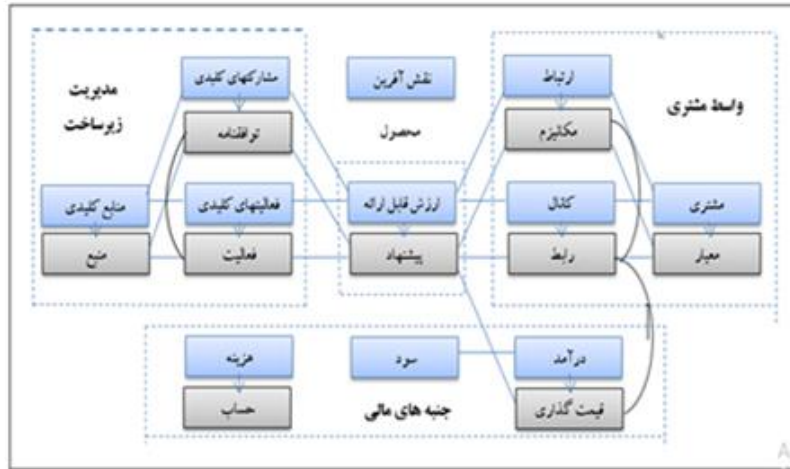 واسط مشتری
ارتباط
مکانیزم
کانال
رابط
مشتری
معیار
نقش آفرین
محصول
ارزش قابل ارائه
پیشنهاد
مدیریت
زیرساخت
مشارکتهای کلیدی
توافقنامه
فعالیتهای کلیدی
فعالیت
منابع کلیدی
منبع
درآمد
قیمت گذاری
سود
جنبه های مالی
هزینه
حساب